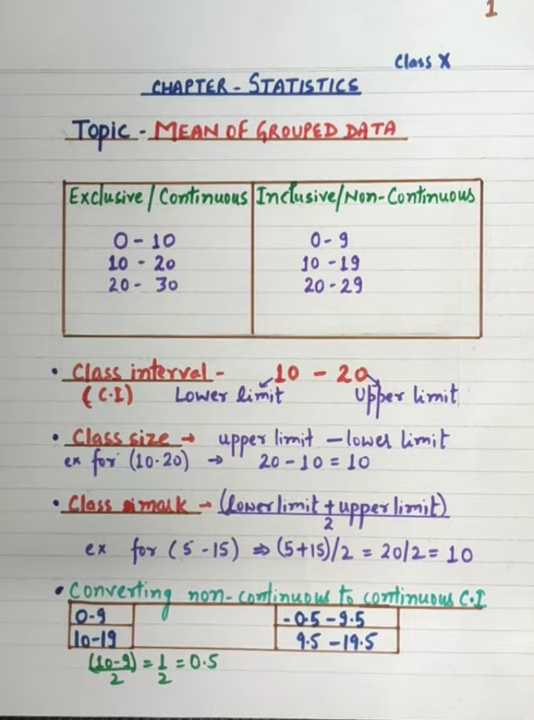 1
Class X
CHAPTER - STATISTICS
Topic - MEAN OF GROUPED DATA
Exclusive / Continuous Inclusive/Non-Continuous
0 - 10 0 - 9
10 - 20 10 - 19
20 - 30 20 - 29
• Class interval - 10 - 20
(C.I) Lower limit Upper limit
• Class size → upper limit - lower limit
ex for (10-20) → 20 - 10 = 10
• Class mark → (lower limit + upper limit)
2
ex for (5 - 15) ⇒ (5+15)/2 = 20/2 = 10
• Converting non-continuous to continuous C.I
0-9 -0.5 - 9.5
10-19 9.5 - 19.5
(10-9)/2 = 1/2 = 0.5